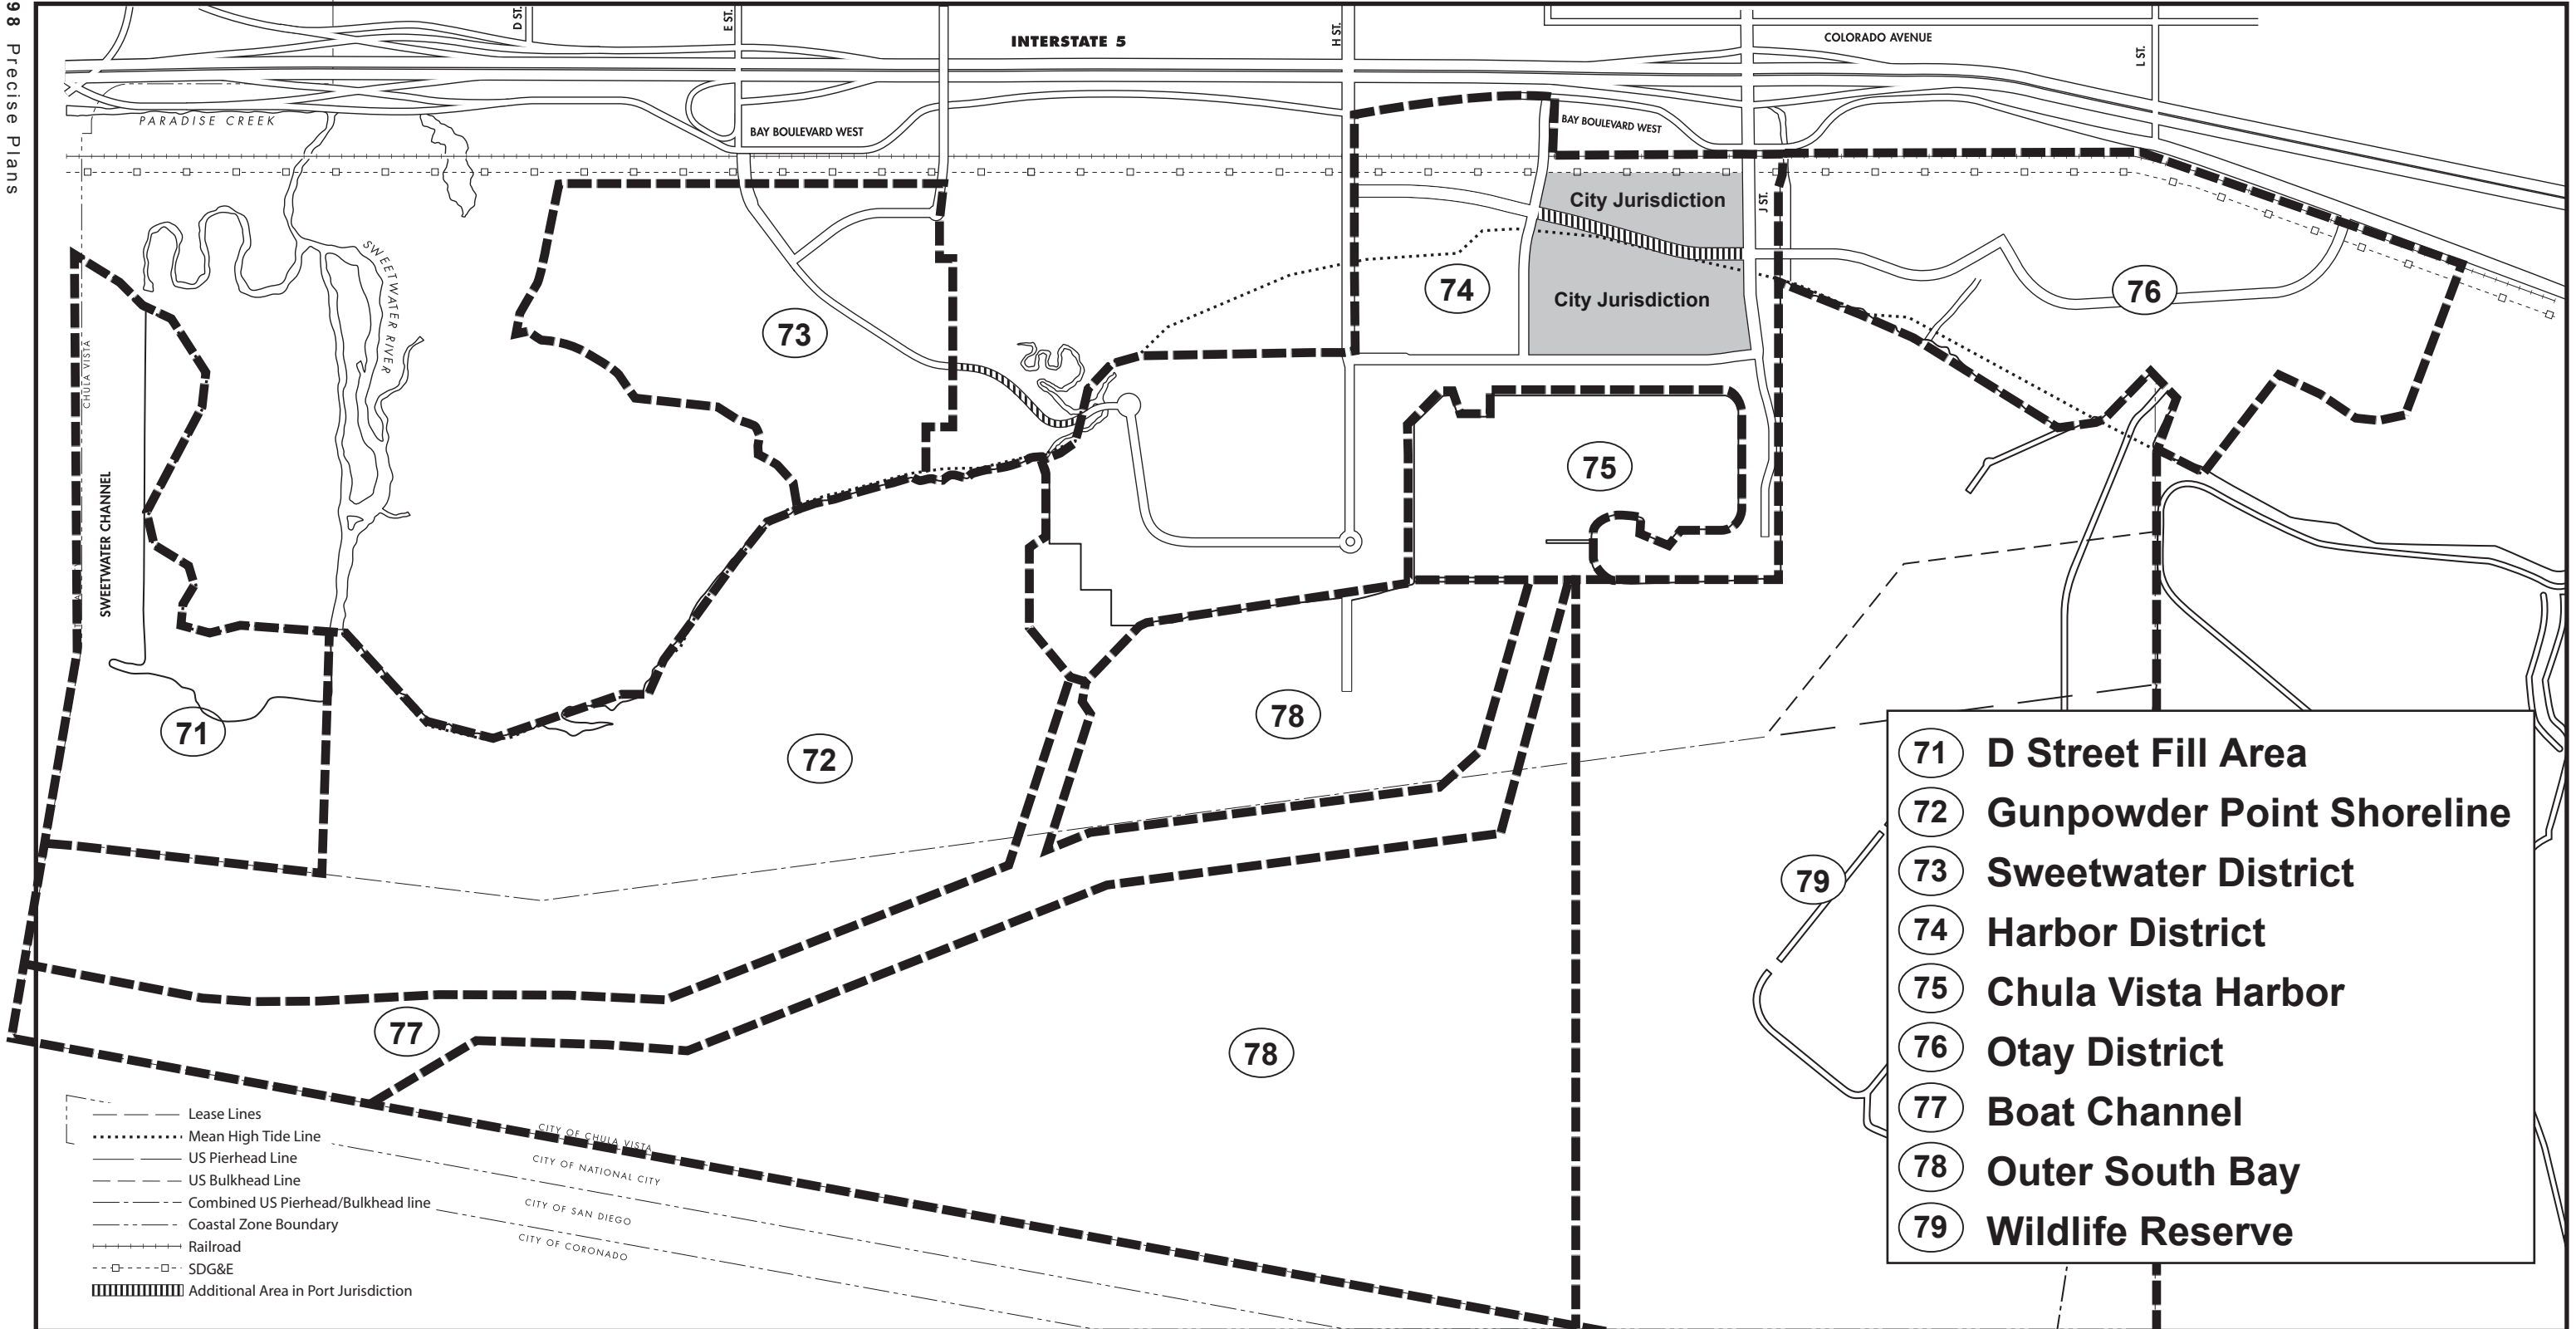 98 Precise Plans
D ST.
E ST.
INTERSTATE 5
H ST.
COLORADO AVENUE
L ST.
PARADISE CREEK
BAY BOULEVARD WEST
BAY BOULEVARD WEST
City Jurisdiction
J ST.
SWEETWATER RIVER
74
City Jurisdiction
76
73
CHULA VISTA
75
SWEETWATER CHANNEL
71
72
78
79
77
78
71 D Street Fill Area
72 Gunpowder Point Shoreline
73 Sweetwater District
74 Harbor District
75 Chula Vista Harbor
76 Otay District
77 Boat Channel
78 Outer South Bay
79 Wildlife Reserve
Lease Lines
Mean High Tide Line
US Pierhead Line
US Bulkhead Line
Combined US Pierhead/Bulkhead line
Coastal Zone Boundary
Railroad
SDG&E
Additional Area in Port Jurisdiction
CITY OF CHULA VISTA
CITY OF NATIONAL CITY
CITY OF SAN DIEGO
CITY OF CORONADO